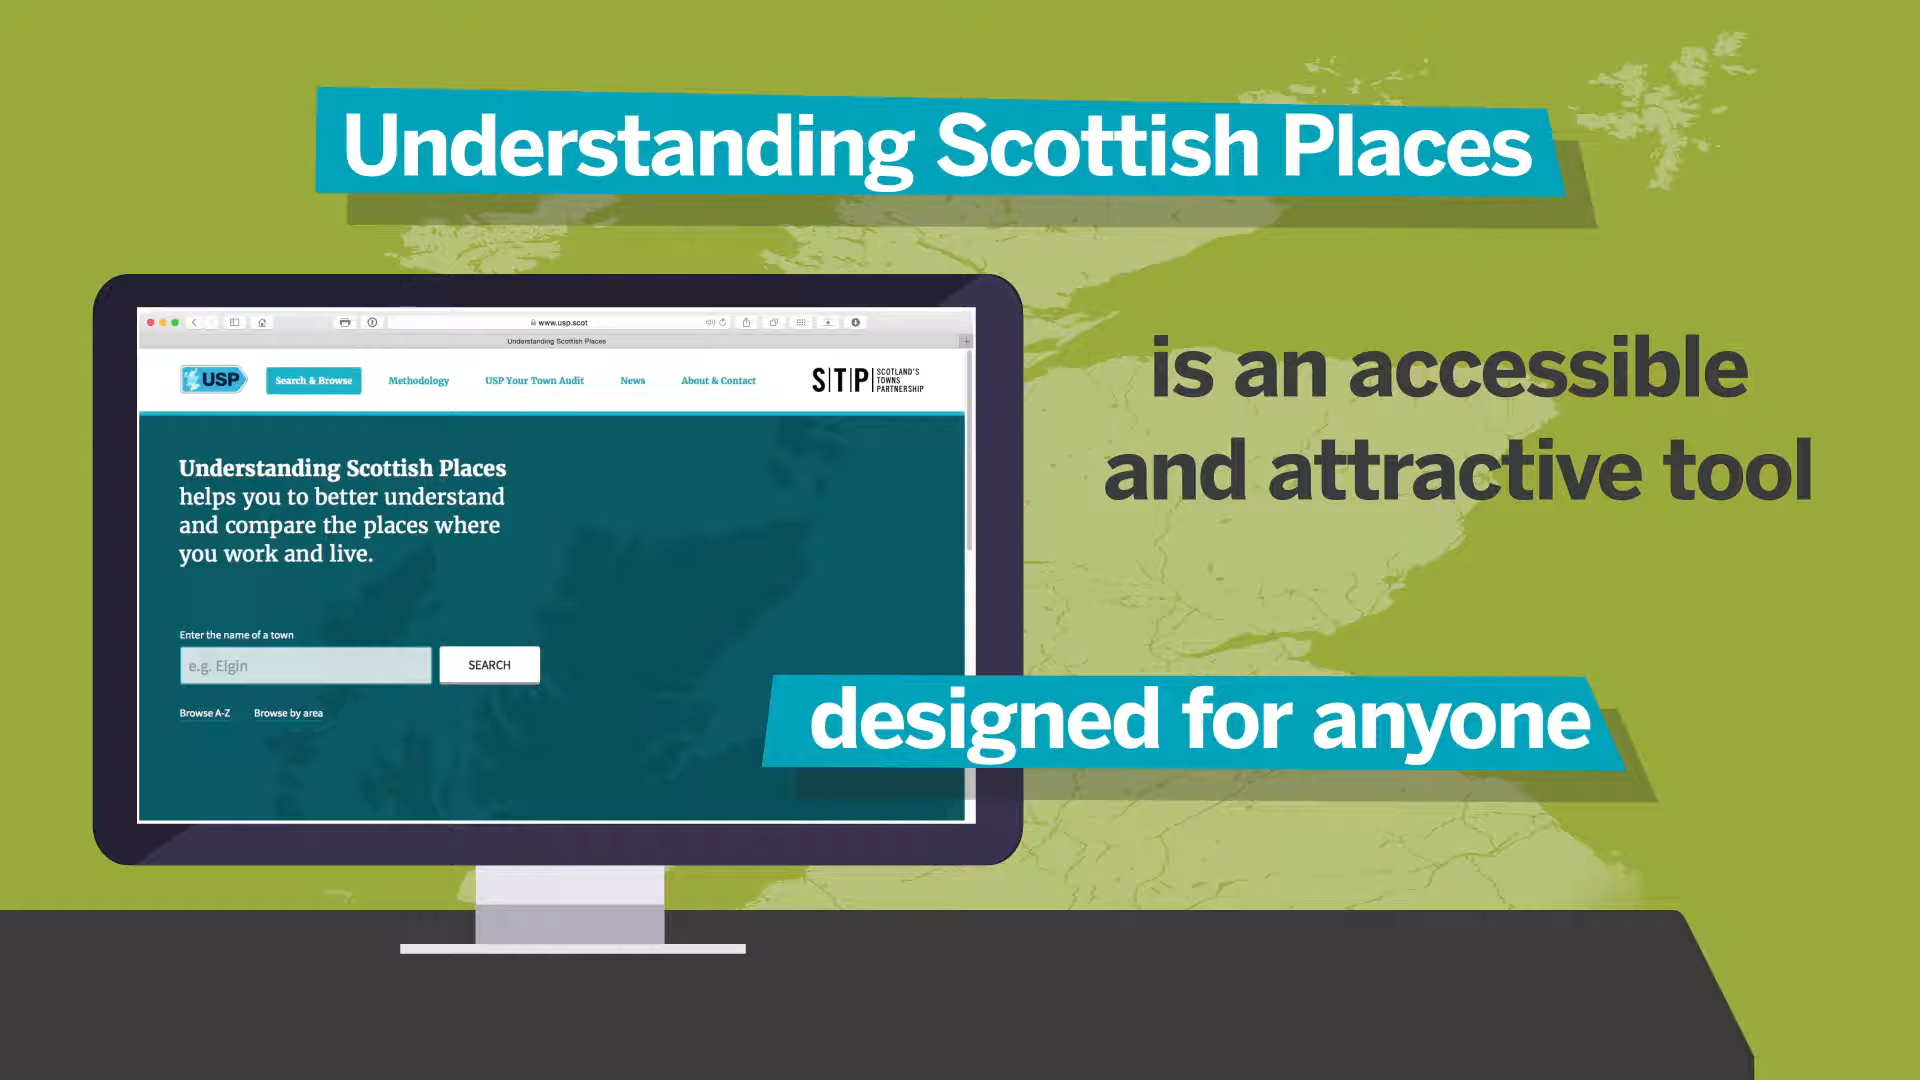 Understanding Scottish Places
is an accessible
and attractive tool
designed for anyone
www.usp.scot
Understanding Scottish Places
USP
Search & Browse
Methodology
USP Your Town Audit
News
About & Contact
STP
SCOTLAND'S
TOWNS
PARTNERSHIP
Understanding Scottish Places
helps you to better understand
and compare the places where
you work and live.
Enter the name of a town
e.g. Elgin
SEARCH
Browse A-Z
Browse by area